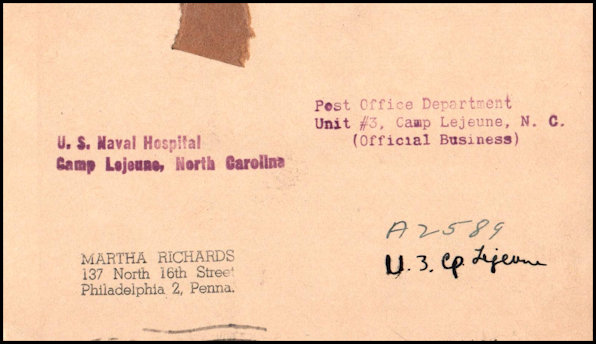 Post Office Department
Unit #3, Camp Lejeune, N. C.
(Official Business)
U. S. Naval Hospital
Camp Lejeune, North Carolina
A2589
U. 3. Cp. Lejeune
MARTHA RICHARDS
137 North 16th Street
Philadelphia 2, Penna.